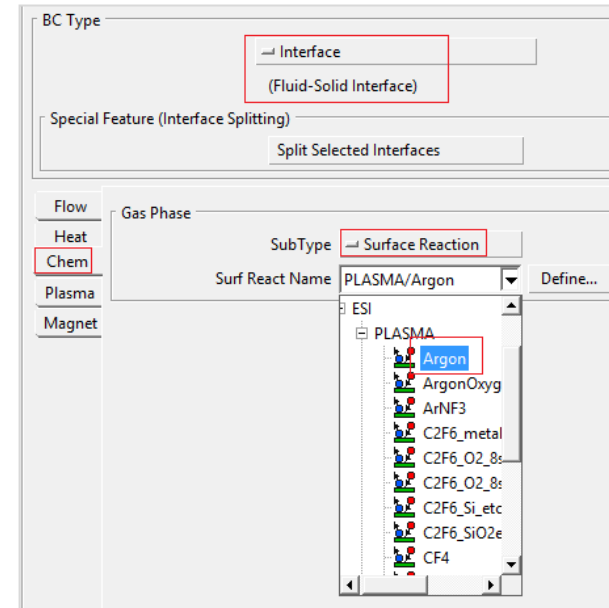 BC Type
Interface
(Fluid-Solid Interface)
Special Feature (Interface Splitting)
Split Selected Interfaces
Flow
Heat
Chem
Plasma
Magnet
Gas Phase
SubType Surface Reaction
Surf React Name PLASMA/Argon Define...
ESI
PLASMA
Argon
ArgonOxyg
ArNF3
C2F6_metal
C2F6_O2_8s
C2F6_O2_8s
C2F6_Si_etc
C2F6_SiO2e
CF4